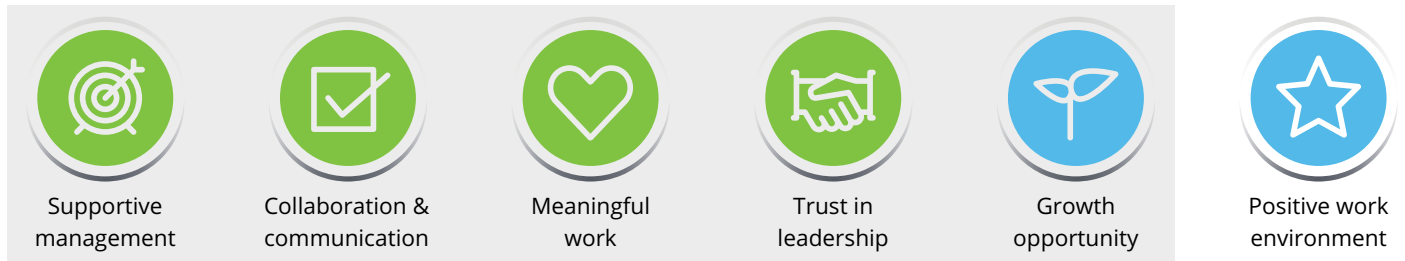 Supportive
management
Collaboration &
communication
Meaningful
work
Trust in
leadership
Growth
opportunity
Positive work
environment